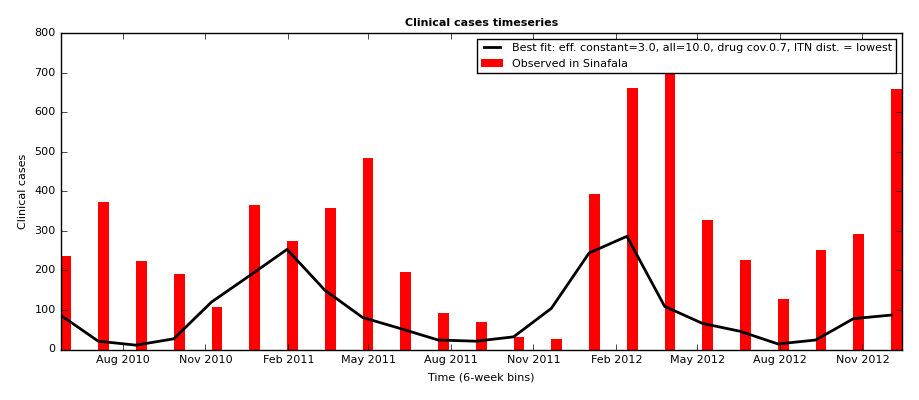 Clinical cases timeseries
Best fit: eff. constant=3.0, all=10.0, drug cov.0.7, ITN dist. = lowest
Observed in Sinafala
Clinical cases
800
700
600
500
400
300
200
100
0
Aug 2010 Nov 2010 Feb 2011 May 2011 Aug 2011 Nov 2011 Feb 2012 May 2012 Aug 2012 Nov 2012
Time (6-week bins)